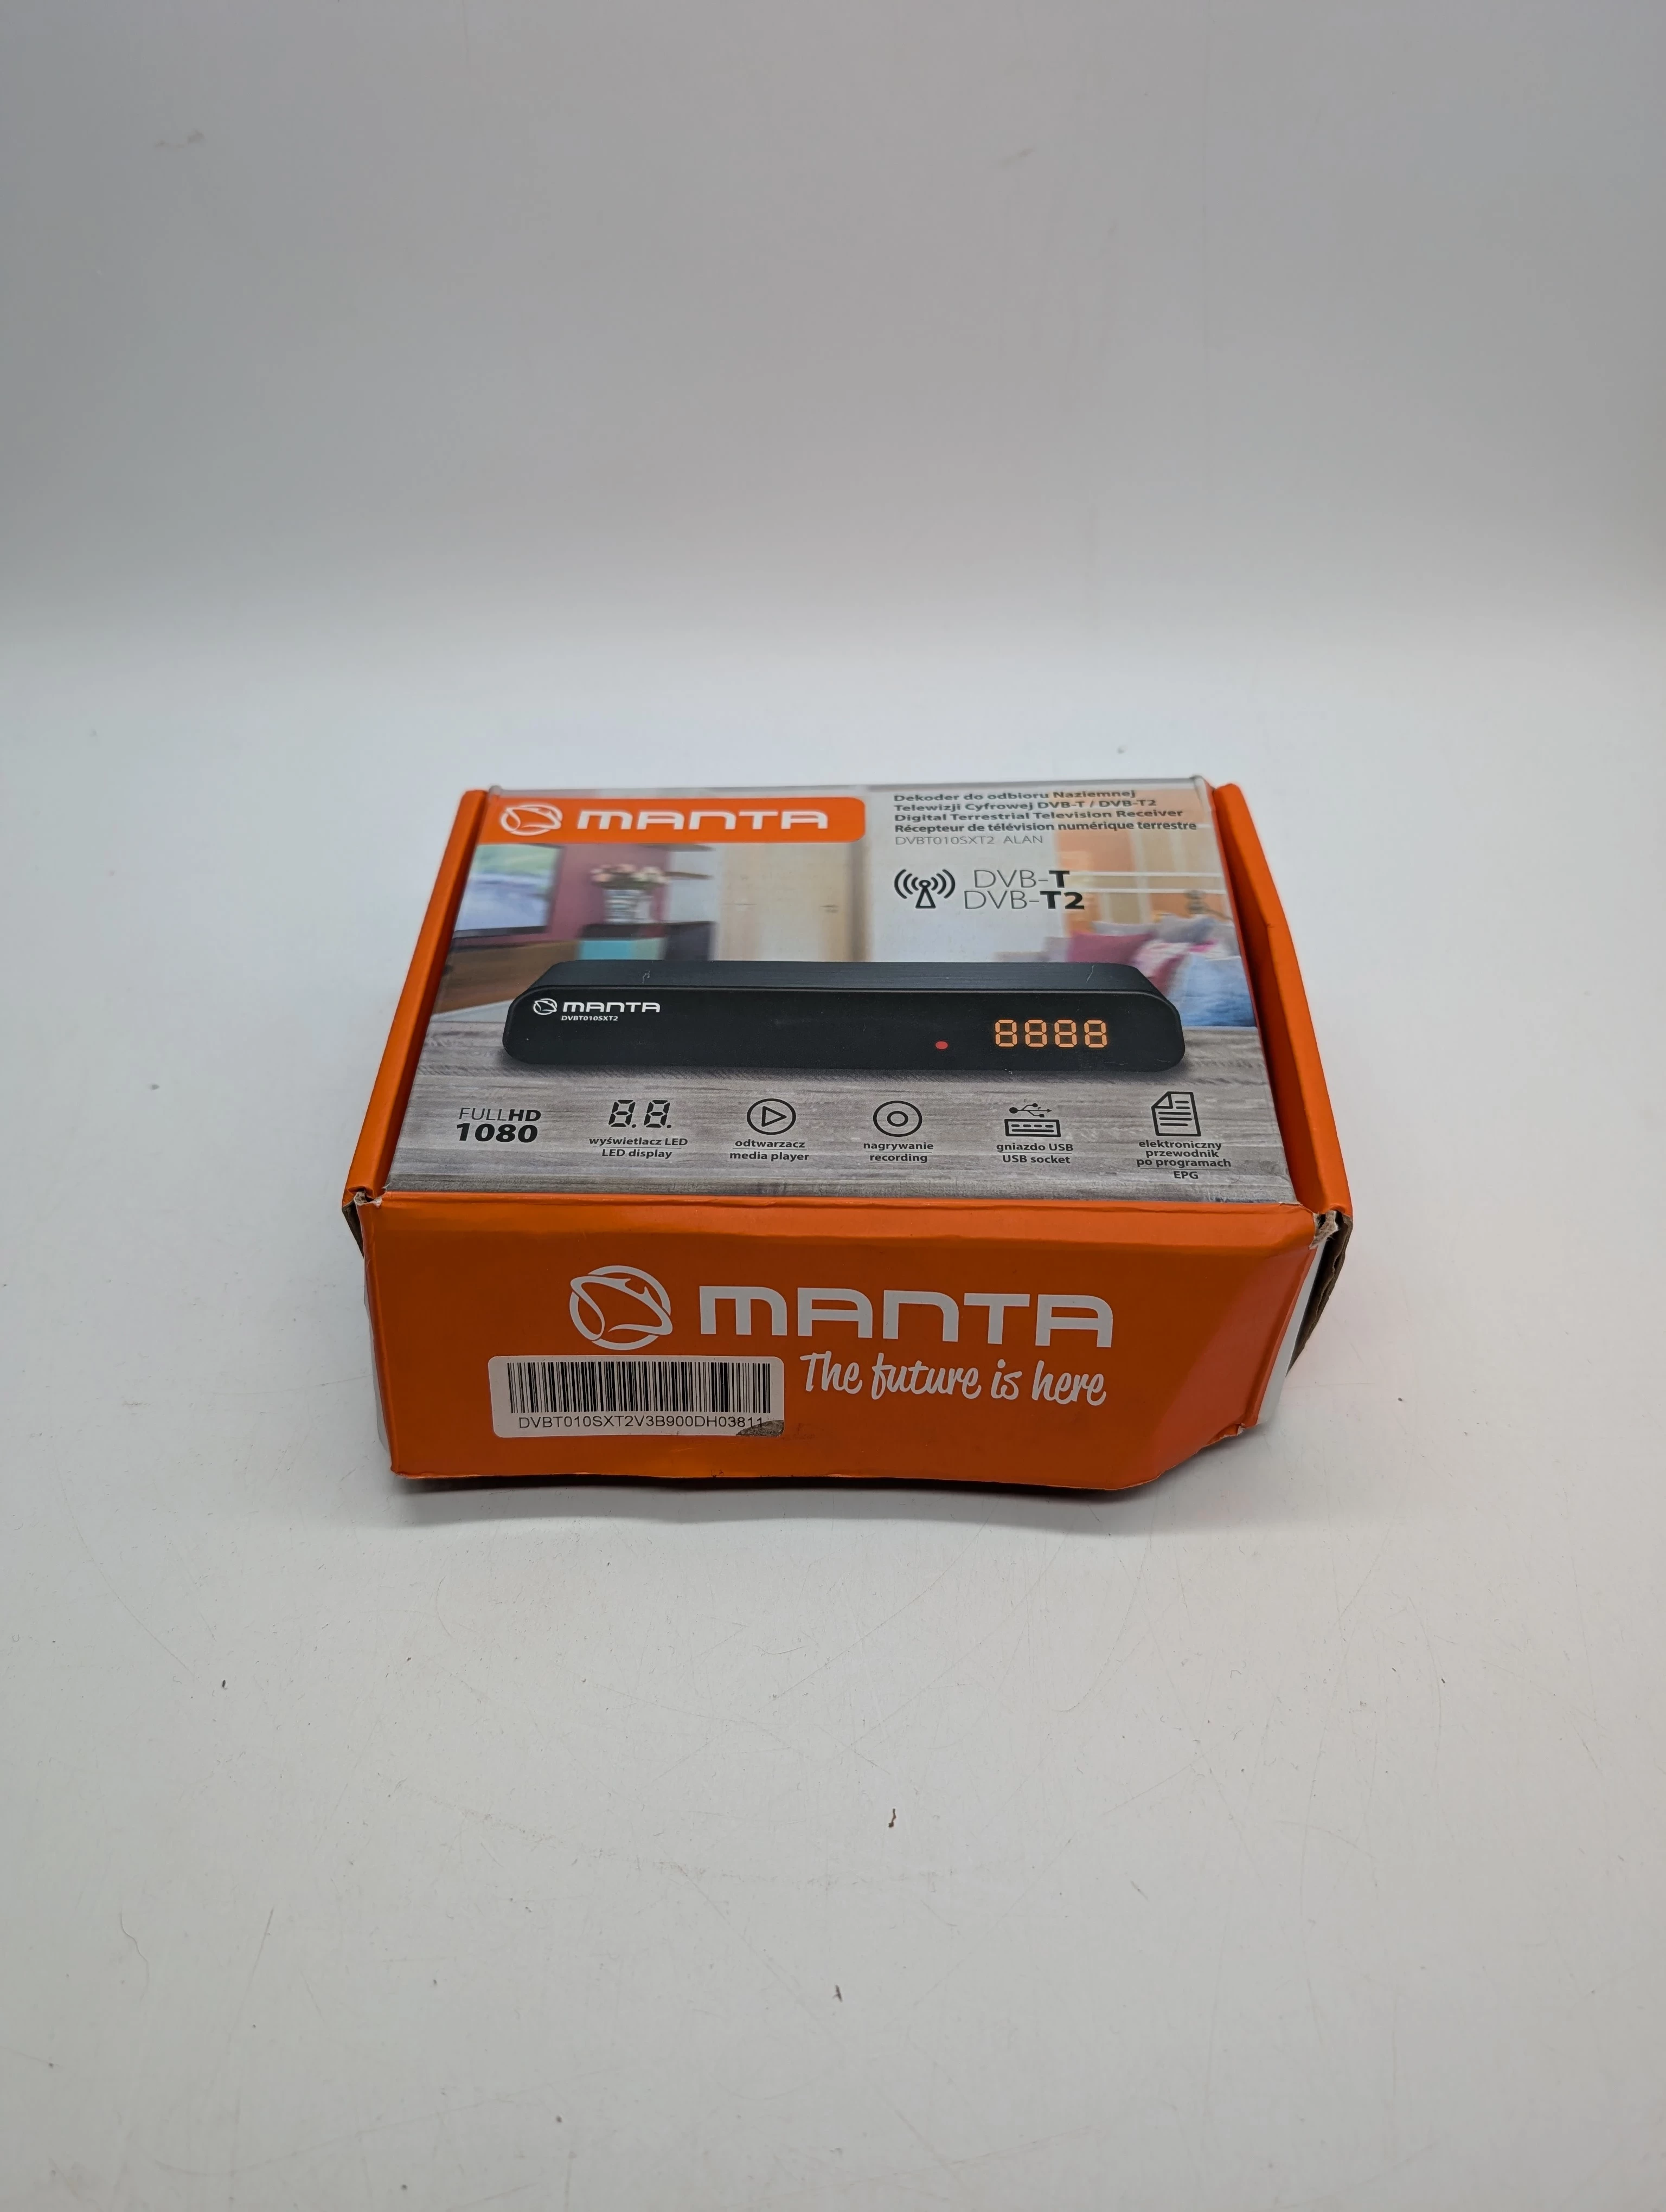 MANTA
Dekoder do odbioru Naziemnej
Telewizji Cyfrowej DVB-T / DVB-T2
Digital Terrestrial Television Receiver
Récepteur de télévision numérique terrestre
DVBT010SXT2 ALAN
DVB-T
DVB-T2
MANTA
DVBT010SXT2
8888
FULLHD
1080
8.8.
wyświetlacz LED
LED display
odtwarzacz
media player
nagrywanie
recording
gniazdo USB
USB socket
elektroniczny
przewodnik
po programach
EPG
MANTA
The future is here
DVBT010SXT2V3B900DH03811